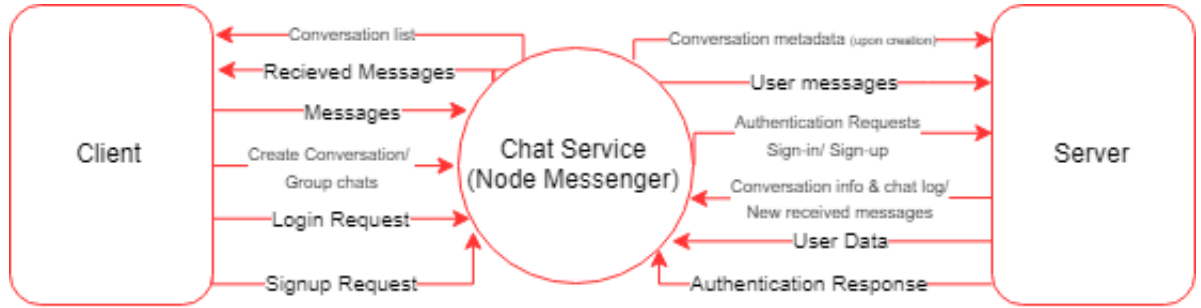 Conversation list
Recieved Messages
Messages
Create Conversation/
Group chats
Login Request
Signup Request
Client
Chat Service
(Node Messenger)
Conversation metadata (upon creation)
User messages
Authentication Requests
Sign-in/ Sign-up
Conversation info & chat log/
New received messages
User Data
Authentication Response
Server